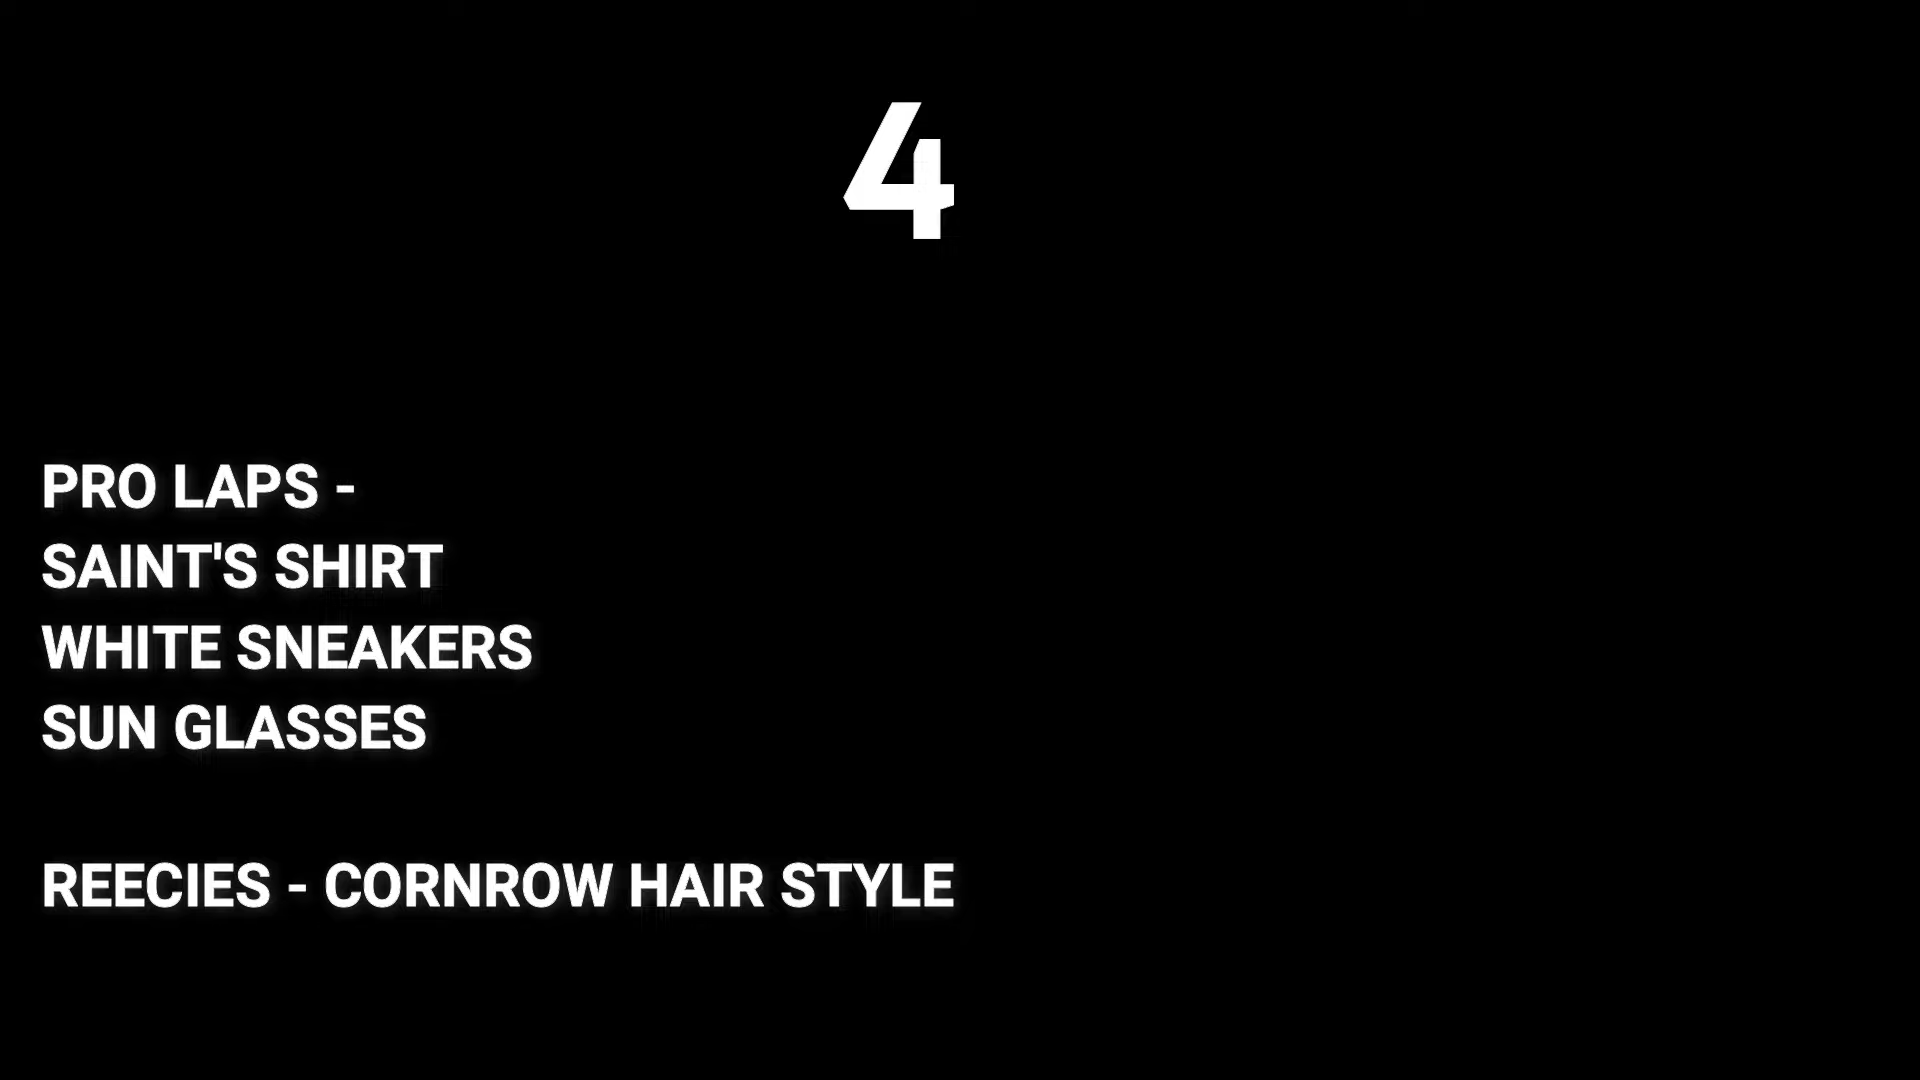 4
PRO LAPS -
SAINT'S SHIRT
WHITE SNEAKERS
SUN GLASSES
REECIES - CORNROW HAIR STYLE